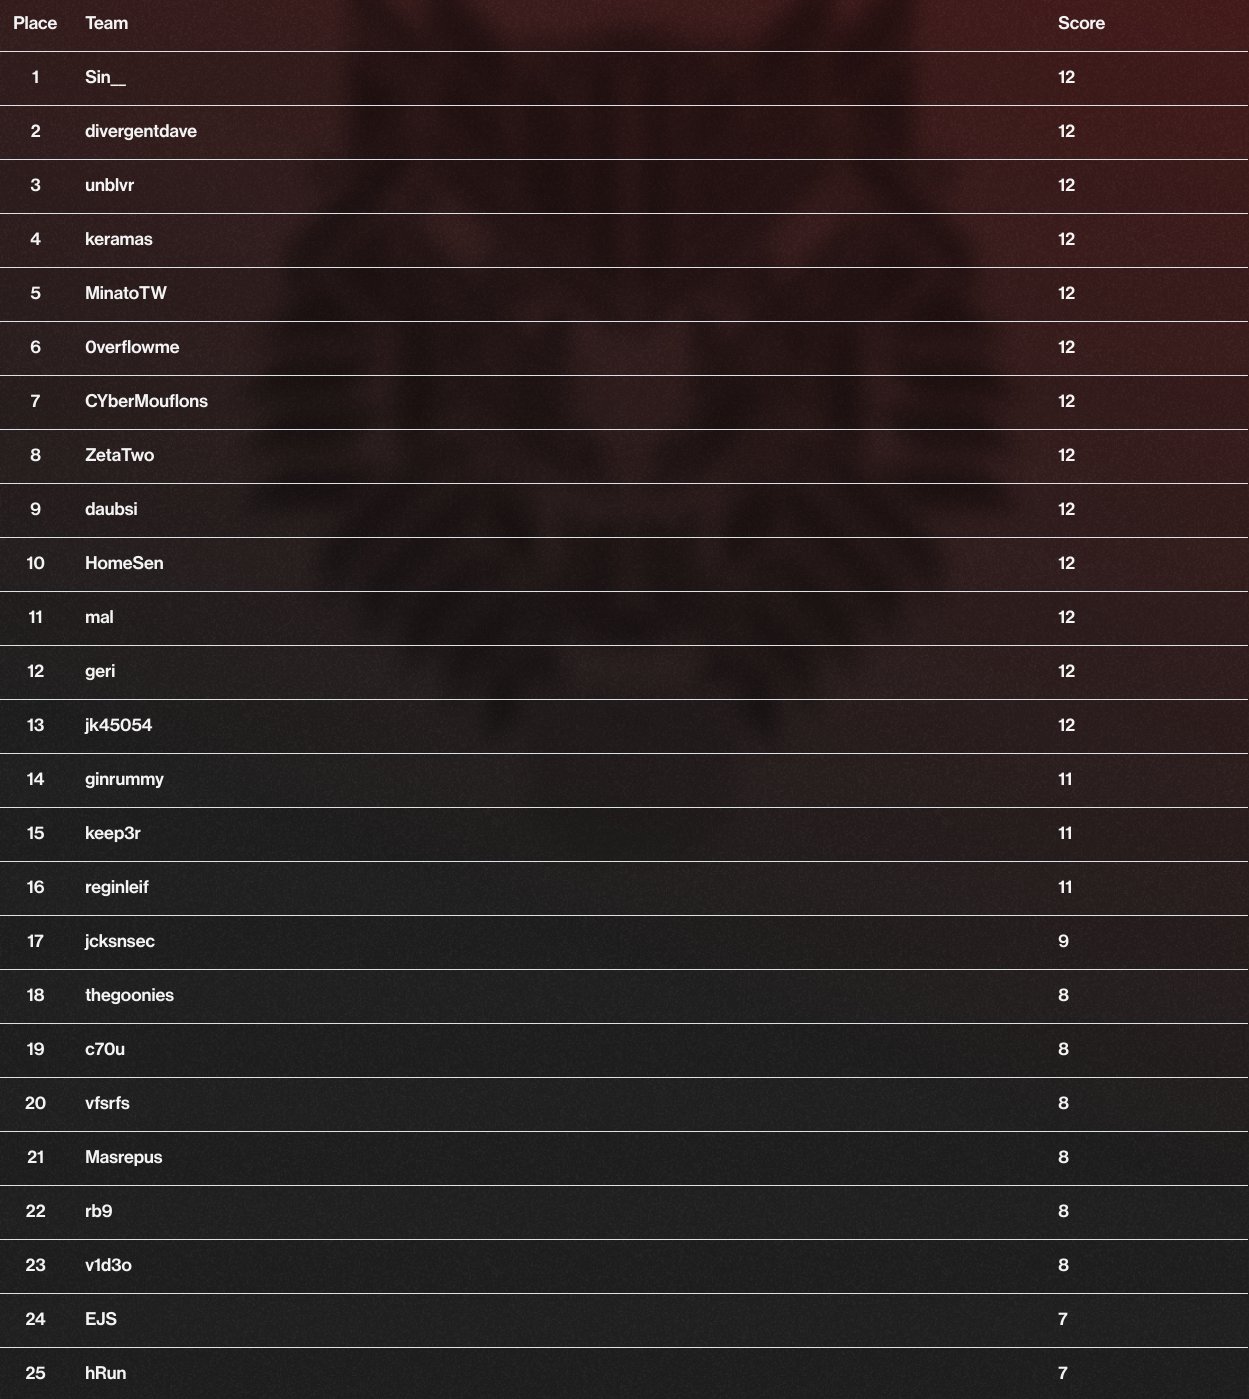 Place Team Score
1 Sin__ 12
2 divergentdave 12
3 unblvr 12
4 keramas 12
5 MinatoTW 12
6 0verflowme 12
7 CYberMouflons 12
8 ZetaTwo 12
9 daubsi 12
10 HomeSen 12
11 mal 12
12 geri 12
13 jk45054 12
14 ginrummy 11
15 keep3r 11
16 reginleif 11
17 jcksnsec 9
18 thegoonies 8
19 c70u 8
20 vfsrfs 8
21 Masrepus 8
22 rb9 8
23 v1d3o 8
24 EJS 7
25 hRun 7